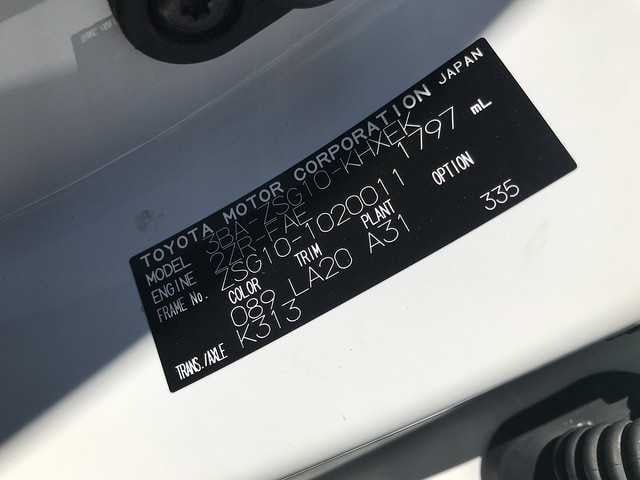 TOYOTA MOTOR CORPORATION JAPAN
MODEL 3BA-ZSG10-KHXEK
ENGINE 2ZR-FAE 1797 mL
FRAME No. ZSG10-1020011
COLOR TRIM PLANT OPTION
089 LA20 A31 335
TRANS./AXLE K313